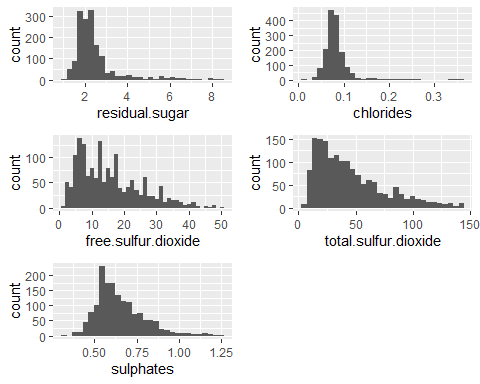 300
200
100
0
count
2 4 6 8
residual.sugar
400
300
200
100
0
count
0.0 0.1 0.2 0.3
chlorides
100
50
0
count
0 10 20 30 40 50
free.sulfur.dioxide
150
100
50
0
count
0 50 100 150
total.sulfur.dioxide
200
150
100
50
0
count
0.50 0.75 1.00 1.25
sulphates